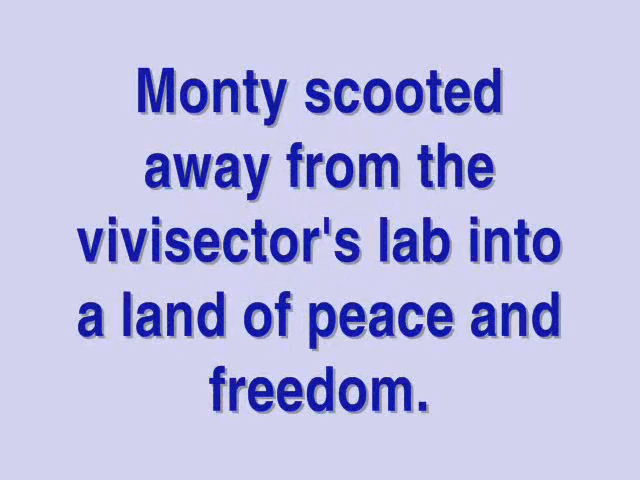 Monty scooted
away from the
vivisector's lab into
a land of peace and
freedom.